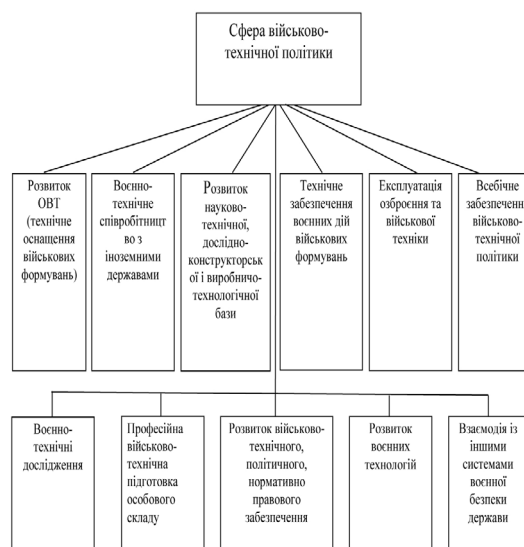 Сфера військово-
технічної політики
Розвиток
ОВТ
(технічне
оснащення
військових
формувань)
Воєнно-
технічне
співробітницт
во з
іноземними
державами
Розвиток
науково-
технічної,
дослідно-
конструкторськ
ої і виробничо-
технологічної
бази
Технічне
забезпечення
воєнних дій
військових
формувань
Експлуатація
озброєння та
військової
техніки
Всебічне
забезпечення
військово-
технічної
політики
Воєнно-
технічні
дослідження
Професійна
військово-
технічна
підготовка
особового
складу
Розвиток військово-
технічного,
політичного,
нормативно
правового
забезпечення
Розвиток
воєнних
технологій
Взаємодія із
іншими
системами
воєнної
безпеки
держави